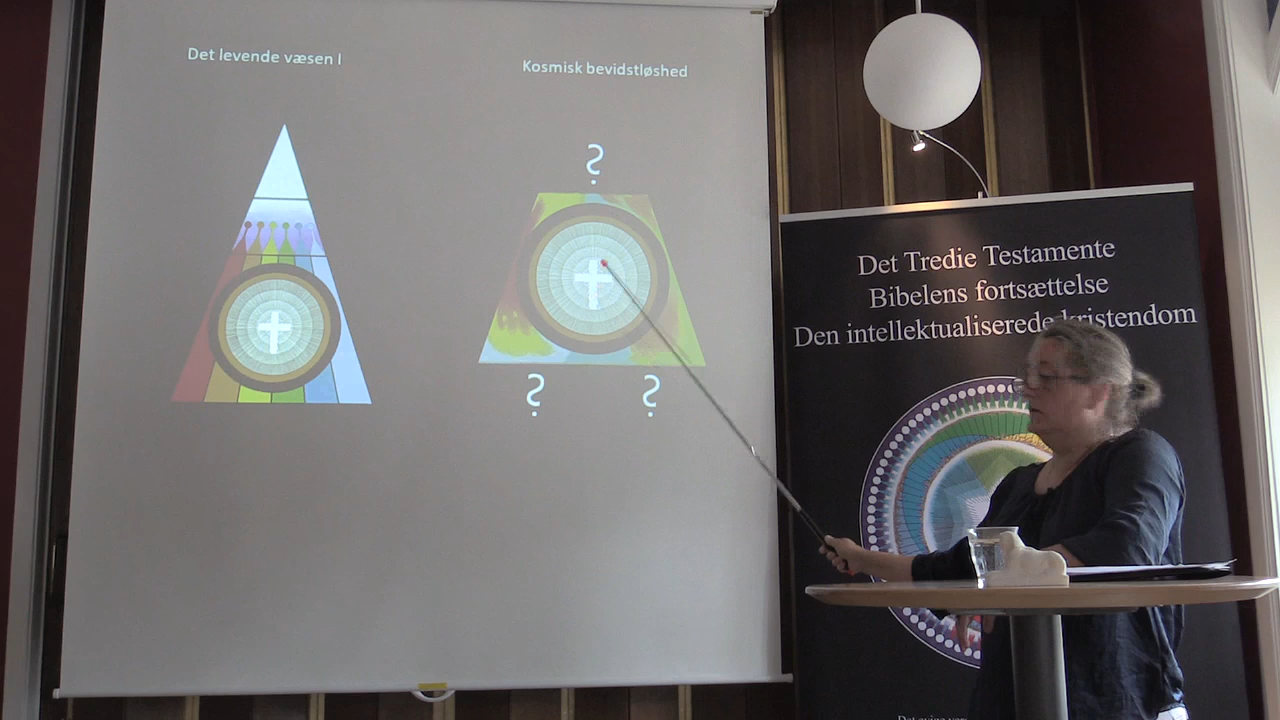 Det levende væsen I
Kosmisk bevidstløshed
?
? ?
Det Tredie Testamente
Bibelens fortsættelse
Den intellektualiserede kristendom